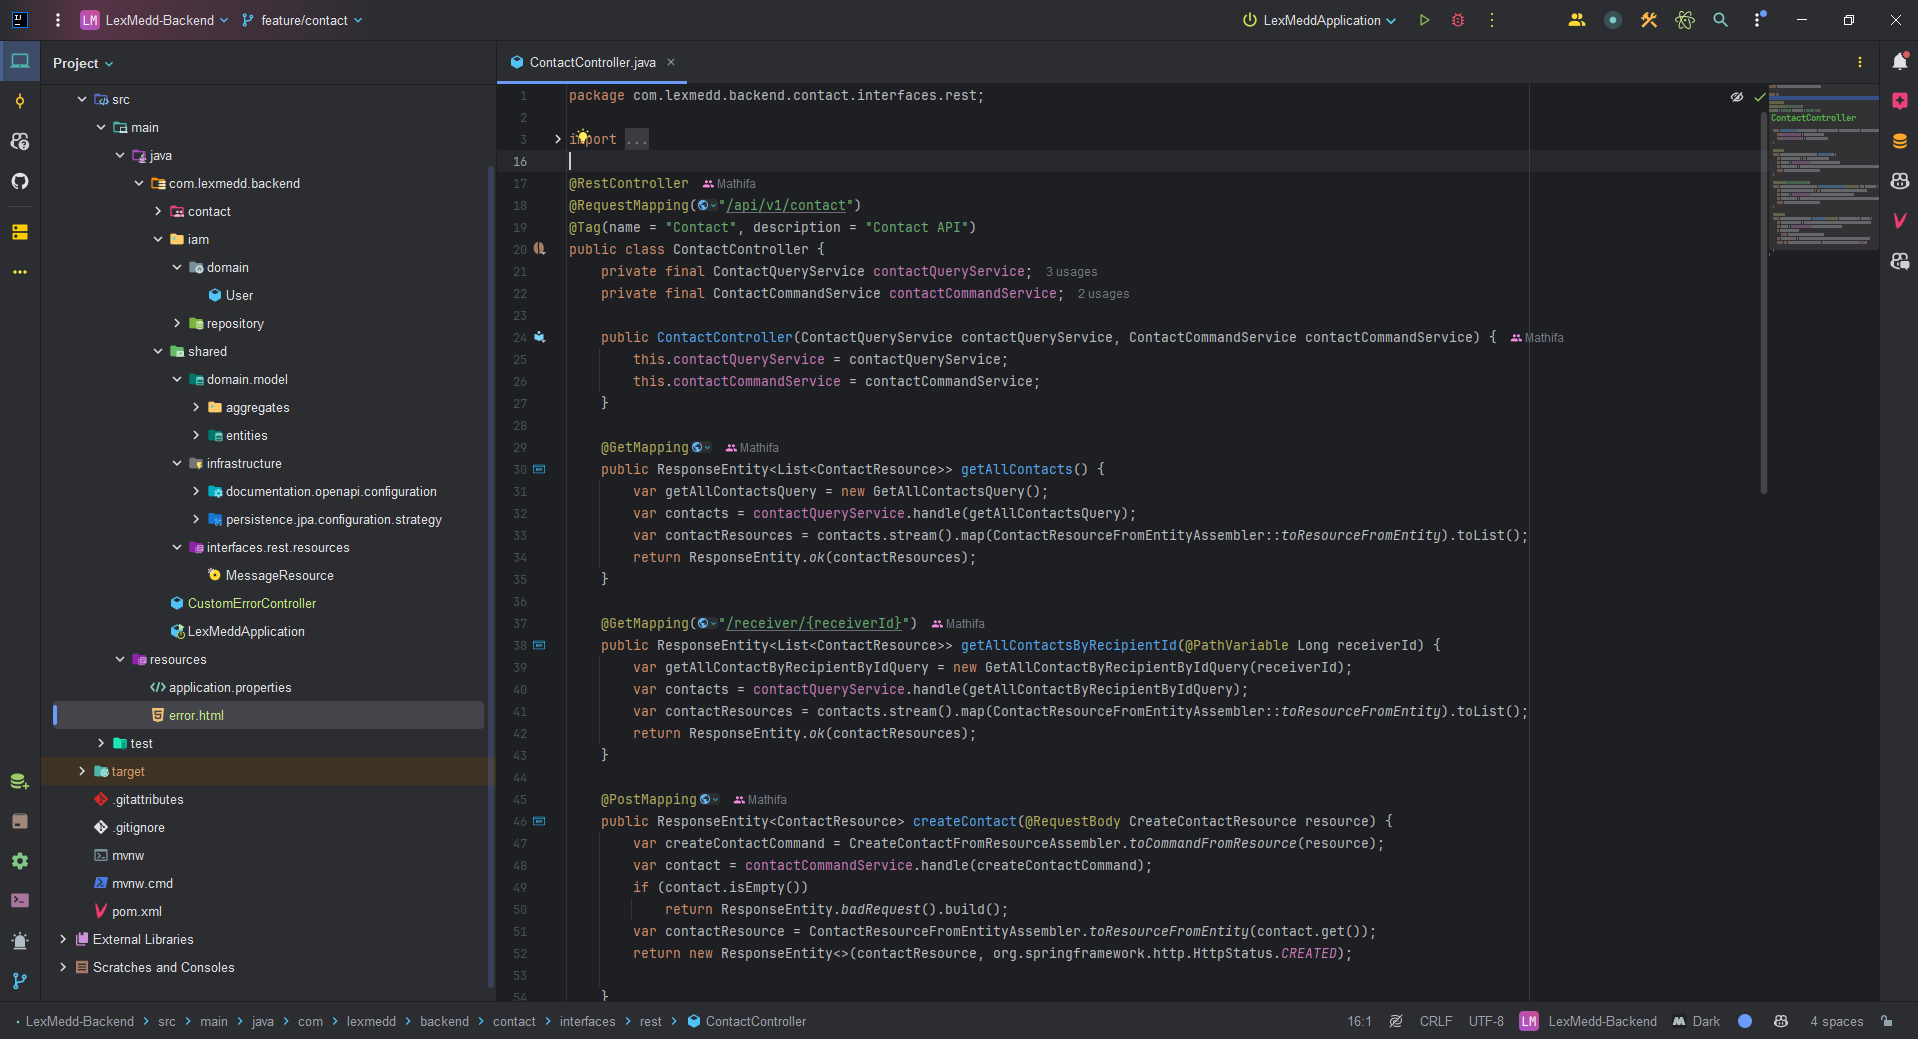 LM LexMedd-Backend feature/contact LexMeddApplication
Project
ContactController.java
src
main
java
com.lexmedd.backend
contact
iam
domain
User
repository
shared
domain.model
aggregates
entities
infrastructure
documentation.openapi.configuration
persistence.jpa.configuration.strategy
interfaces.rest.resources
MessageResource
CustomErrorController
LexMeddApplication
resources
application.properties
error.html
test
target
.gitattributes
.gitignore
mvnw
mvnw.cmd
pom.xml
External Libraries
Scratches and Consoles
1 package com.lexmedd.backend.contact.interfaces.rest;
2
3 import ...
16
17 @RestController Mathifa
18 @RequestMapping("/api/v1/contact")
19 @Tag(name = "Contact", description = "Contact API")
20 public class ContactController {
21 private final ContactQueryService contactQueryService; 3 usages
22 private final ContactCommandService contactCommandService; 2 usages
23
24 public ContactController(ContactQueryService contactQueryService, ContactCommandService contactCommandService) { Mathifa
25 this.contactQueryService = contactQueryService;
26 this.contactCommandService = contactCommandService;
27 }
28
29 @GetMapping Mathifa
30 public ResponseEntity<List<ContactResource>> getAllContacts() {
31 var getAllContactsQuery = new GetAllContactsQuery();
32 var contacts = contactQueryService.handle(getAllContactsQuery);
33 var contactResources = contacts.stream().map(ContactResourceFromEntityAssembler::toResourceFromEntity).toList();
34 return ResponseEntity.ok(contactResources);
35 }
36
37 @GetMapping("/receiver/{receiverId}") Mathifa
38 public ResponseEntity<List<ContactResource>> getAllContactsByRecipientId(@PathVariable Long receiverId) {
39 var getAllContactByRecipientByIdQuery = new GetAllContactByRecipientByIdQuery(receiverId);
40 var contacts = contactQueryService.handle(getAllContactByRecipientByIdQuery);
41 var contactResources = contacts.stream().map(ContactResourceFromEntityAssembler::toResourceFromEntity).toList();
42 return ResponseEntity.ok(contactResources);
43 }
44
45 @PostMapping Mathifa
46 public ResponseEntity<ContactResource> createContact(@RequestBody CreateContactResource resource) {
47 var createContactCommand = CreateContactFromResourceAssembler.toCommandFromResource(resource);
48 var contact = contactCommandService.handle(createContactCommand);
49 if (contact.isEmpty())
50 return ResponseEntity.badRequest().build();
51 var contactResource = ContactResourceFromEntityAssembler.toResourceFromEntity(contact.get());
52 return new ResponseEntity<>(contactResource, org.springframework.http.HttpStatus.CREATED);
53
54 }
ContactController
LexMedd-Backend > src > main > java > com > lexmedd > backend > contact > interfaces > rest > ContactController
16:1 CRLF UTF-8 LM LexMedd-Backend Dark 4 spaces